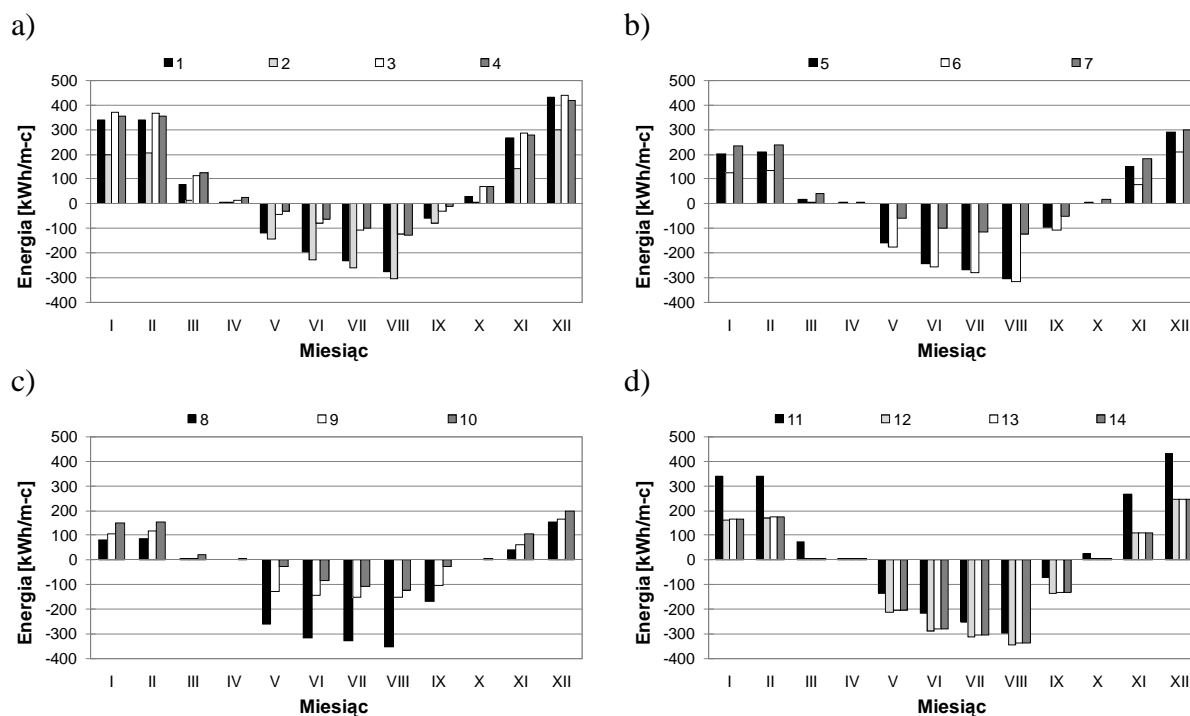 a)
1 2 3 4
500
400
300
200
100
0
-100
-200
-300
-400
Energia [kWh/m-c]
I II III IV V VI VII VIII IX X XI XII
Miesiąc
b)
5 6 7
500
400
300
200
100
0
-100
-200
-300
-400
Energia [kWh/m-c]
I II III IV V VI VII VIII IX X XI XII
Miesiąc
c)
8 9 10
500
400
300
200
100
0
-100
-200
-300
-400
Energia [kWh/m-c]
I II III IV V VI VII VIII IX X XI XII
Miesiąc
d)
11 12 13 14
500
400
300
200
100
0
-100
-200
-300
-400
Energia [kWh/m-c]
I II III IV V VI VII VIII IX X XI XII
Miesiąc